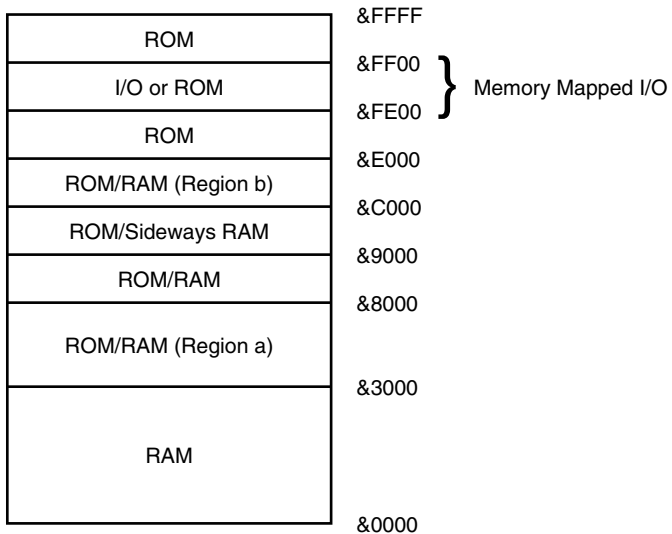 &FFFF
ROM
&FF00
I/O or ROM
} Memory Mapped I/O
&FE00
ROM
&E000
ROM/RAM (Region b)
&C000
ROM/Sideways RAM
&9000
ROM/RAM
&8000
ROM/RAM (Region a)
&3000
RAM
&0000